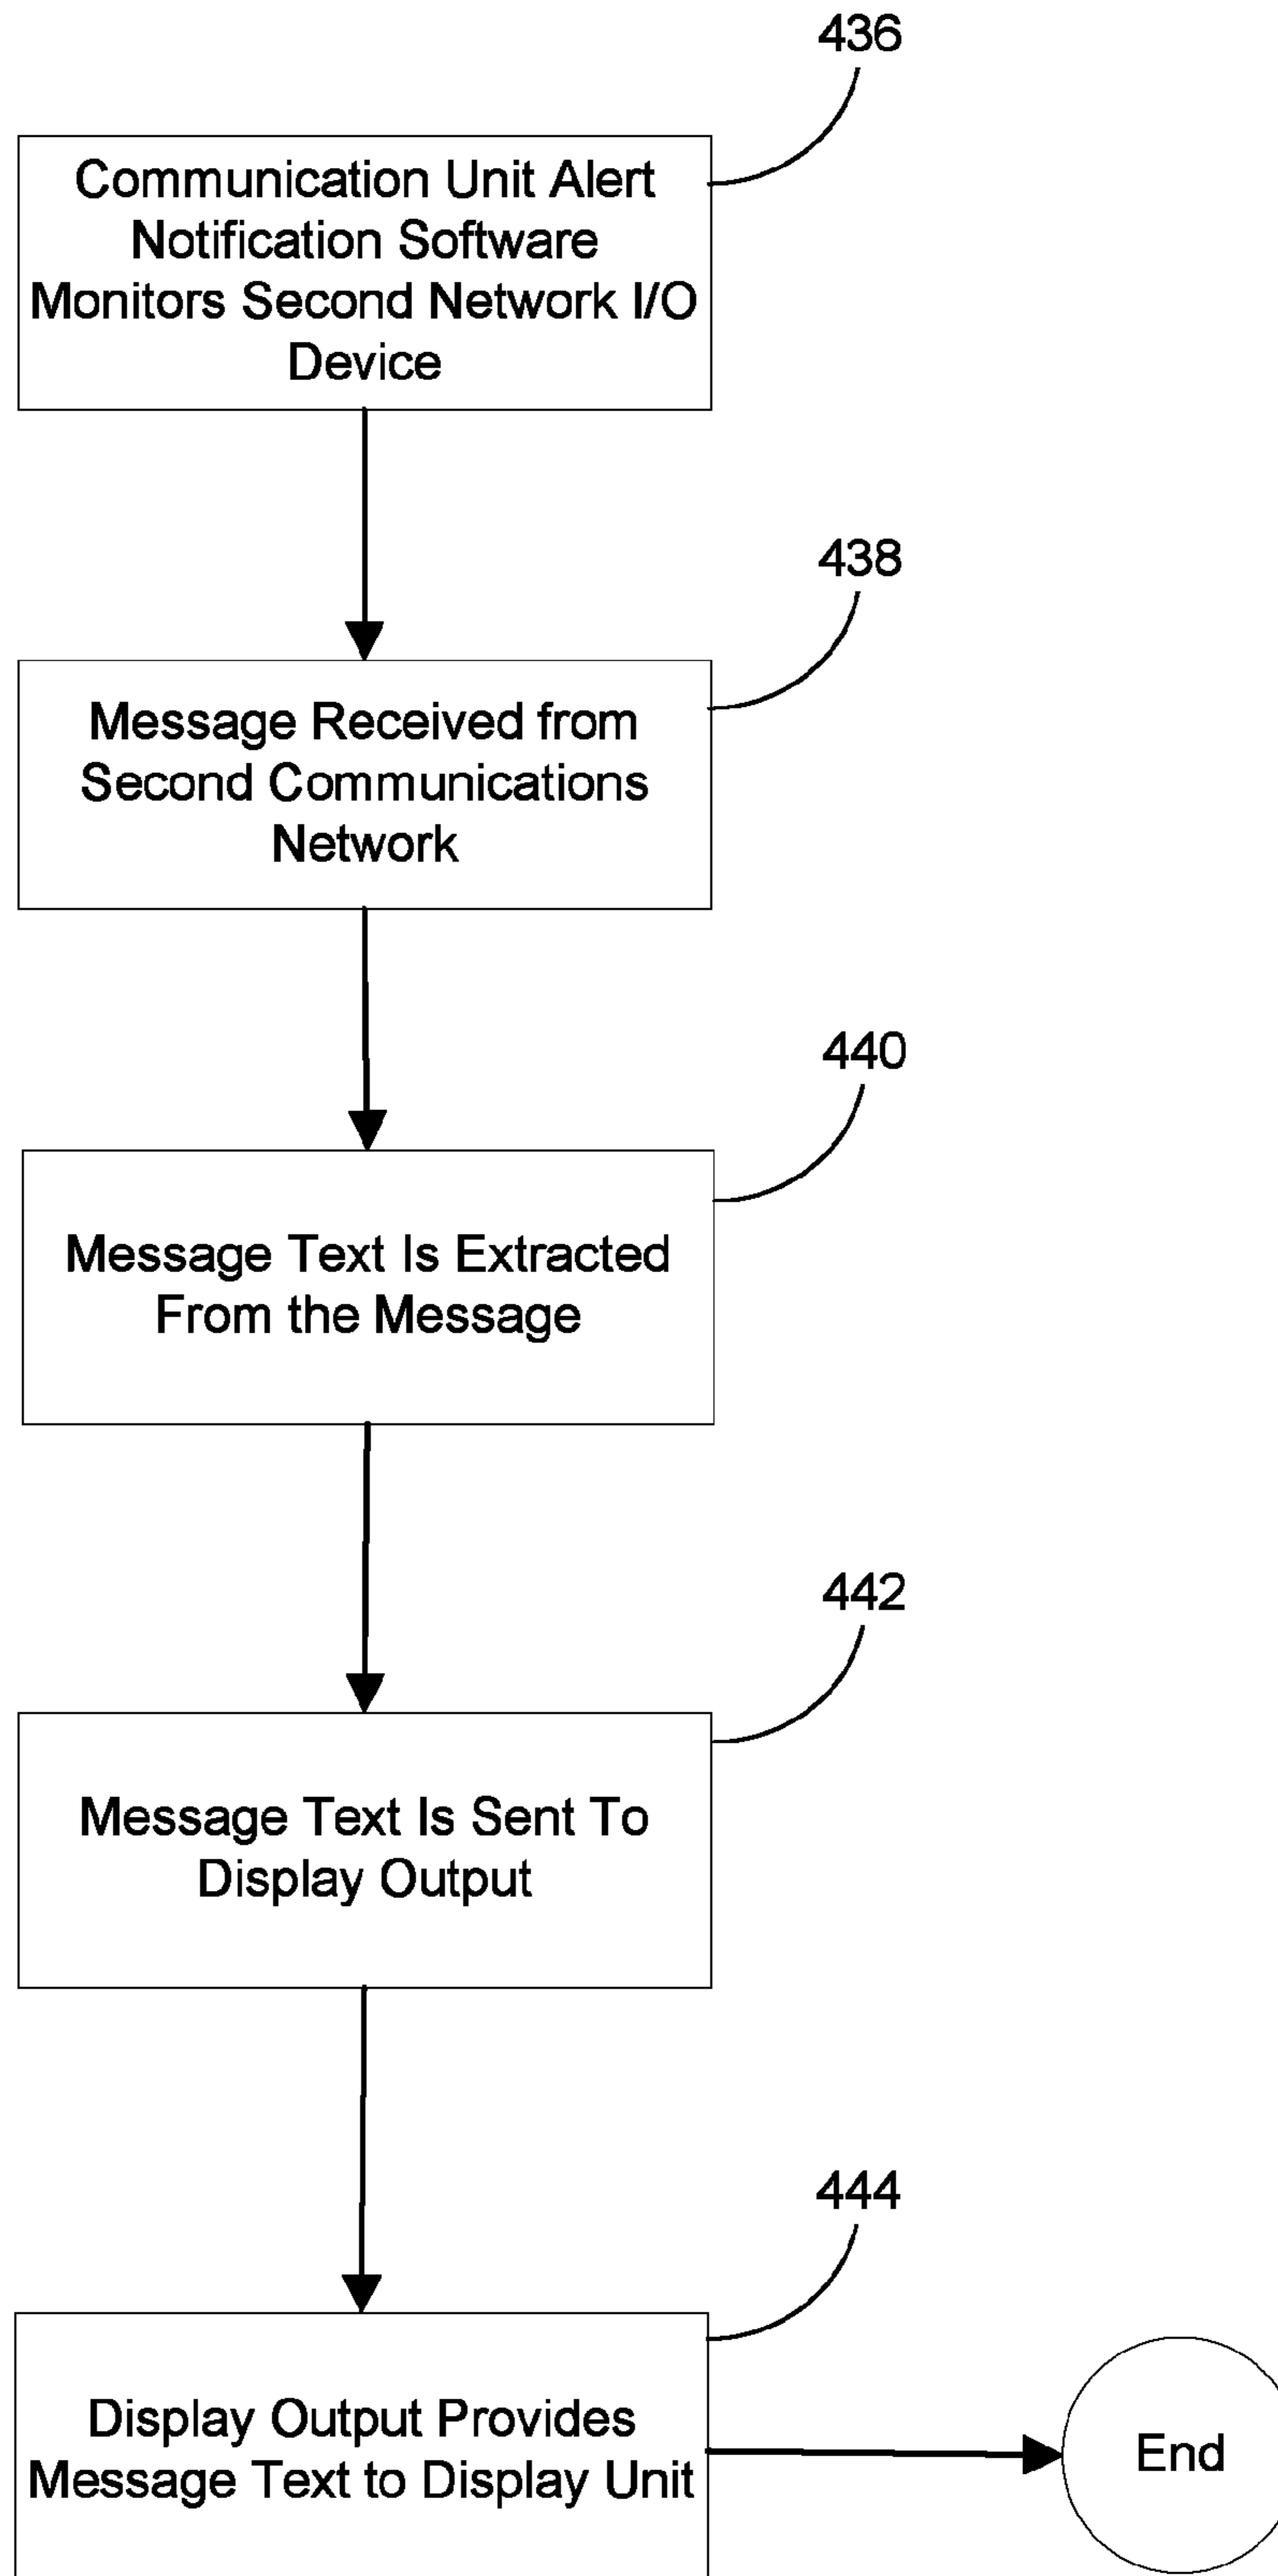 436
Communication Unit Alert
Notification Software
Monitors Second Network I/O
Device
438
Message Received from
Second Communications
Network
440
Message Text Is Extracted
From the Message
442
Message Text Is Sent To
Display Output
444
Display Output Provides
Message Text to Display Unit
End